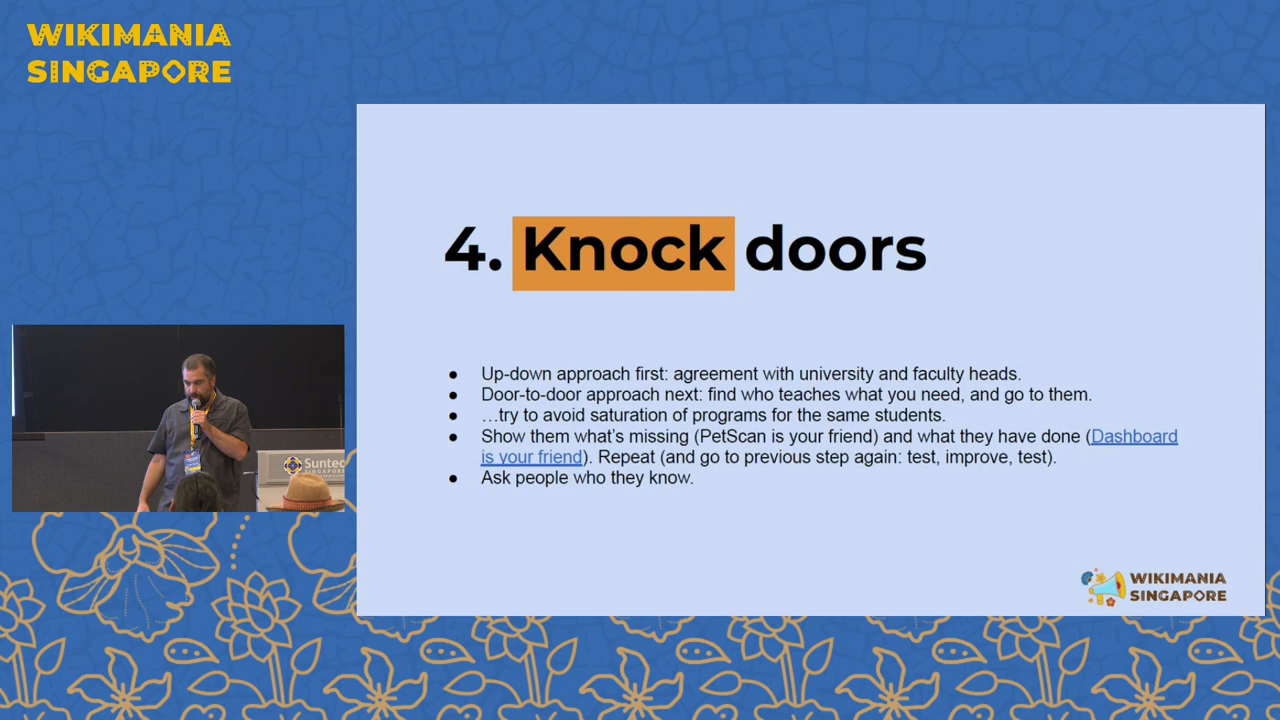 WIKIMANIA
SINGAPORE
4. Knock doors
● Up-down approach first: agreement with university and faculty heads.
● Door-to-door approach next: find who teaches what you need, and go to them.
● …try to avoid saturation of programs for the same students.
● Show them what’s missing (PetScan is your friend) and what they have done (Dashboard
is your friend). Repeat (and go to previous step again: test, improve, test).
● Ask people who they know.
Suntec
WIKIMANIA
SINGAPORE